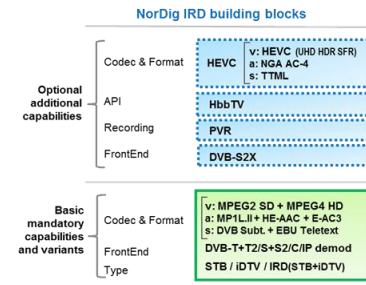 NorDig IRD building blocks
Optional
additional
capabilities
Codec & Format
API
Recording
FrontEnd
HEVC
v: HEVC (UHD HDR SFR)
a: NGA AC-4
s: TTML
HbbTV
PVR
DVB-S2X
Basic
mandatory
capabilities
and variants
Codec & Format
FrontEnd
Type
v: MPEG2 SD + MPEG4 HD
a: MP1L.II + HE-AAC + E-AC3
s: DVB Subt. + EBU Teletext
DVB-T+T2/S+S2/C/IP demod
STB / iDTV / IRD(STB+iDTV)